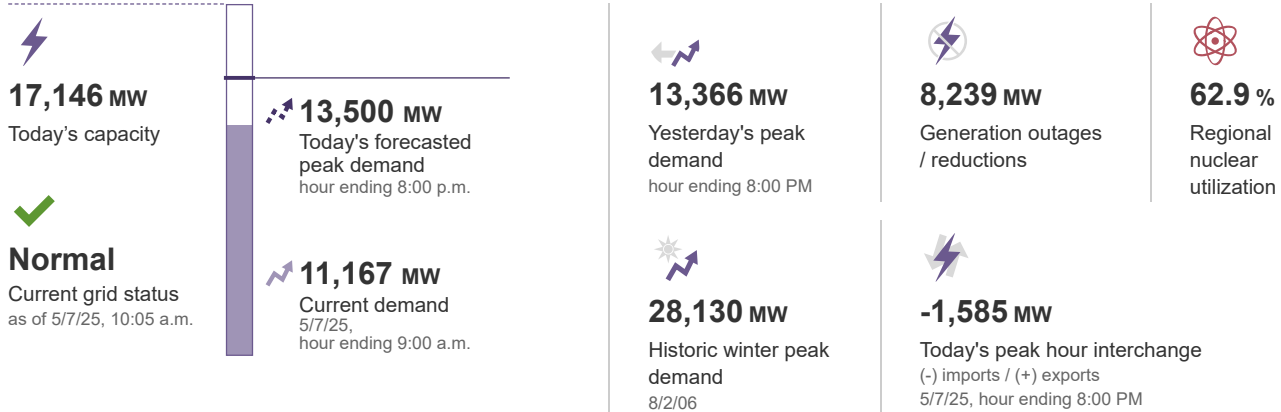 17,146 MW
Today's capacity
Normal
Current grid status
as of 5/7/25, 10:05 a.m.
13,500 MW
Today's forecasted
peak demand
hour ending 8:00 p.m.
11,167 MW
Current demand
5/7/25,
hour ending 9:00 a.m.
13,366 MW
Yesterday's peak
demand
hour ending 8:00 PM
8,239 MW
Generation outages
/ reductions
62.9 %
Regional
nuclear
utilization
28,130 MW
Historic winter peak
demand
8/2/06
-1,585 MW
Today's peak hour interchange
(-) imports / (+) exports
5/7/25, hour ending 8:00 PM